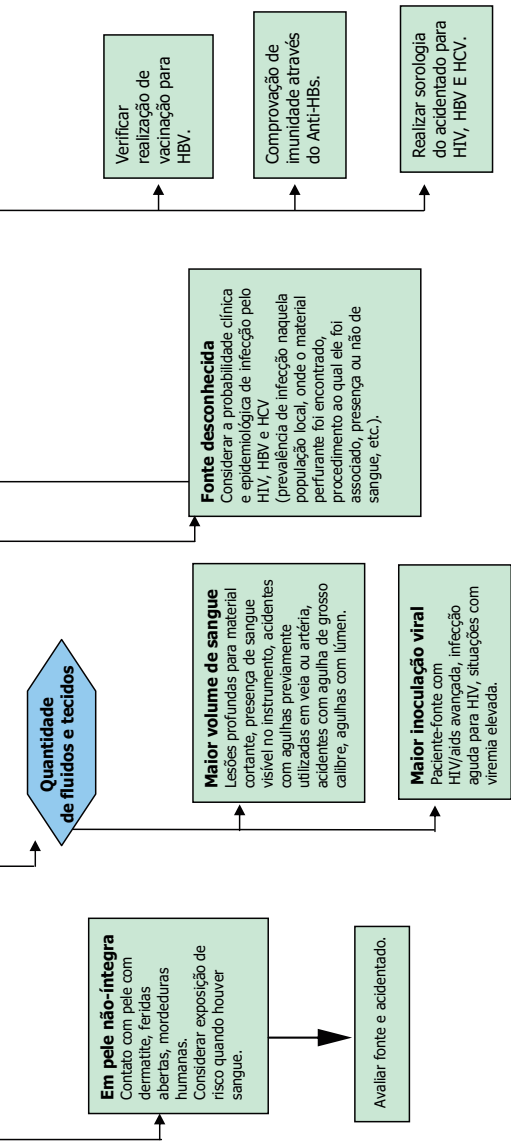 Em pele não-íntegra
Contato com pele com
dermatite, feridas
abertas, mordeduras
humanas.
Considerar exposição de
risco quando houver
sangue.
Avaliar fonte e acidentado.
Quantidade
de fluidos e tecidos
Maior volume de sangue
Lesões profundas para material
cortante, presença de sangue
visível no instrumento, acidentes
com agulhas previamente
utilizadas em veia ou artéria,
acidentes com agulha de grosso
calibre, agulhas com lúmen.
Maior inoculação viral
Paciente-fonte com
HIV/aids avançada, infecção
aguda para HIV, situações com
viremia elevada.
Fonte desconhecida
Considerar a probabilidade clínica
e epidemiológica de infecção pelo
HIV, HBV e HCV
(prevalência de infecção naquela
população local, onde o material
perfurante foi encontrado,
procedimento ao qual ele foi
associado, presença ou não de
sangue, etc.).
Verificar
realização de
vacinação para
HBV.
Comprovação de
imunidade através
do Anti-HBs.
Realizar sorologia
do acidentado para
HIV, HBV E HCV.